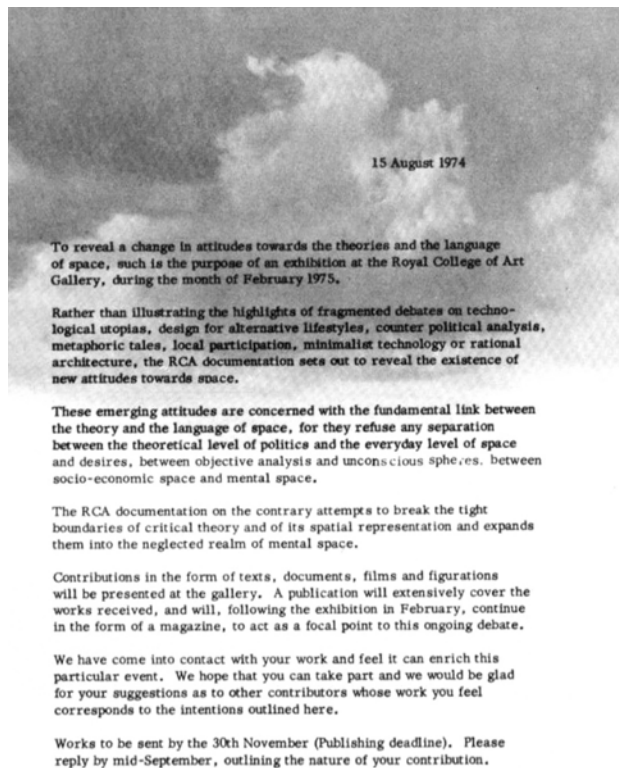 15 August 1974
To reveal a change in attitudes towards the theories and the language
of space, such is the purpose of an exhibition at the Royal College of Art
Gallery, during the month of February 1975.
Rather than illustrating the highlights of fragmented debates on techno-
logical utopias, design for alternative lifestyles, counter political analysis,
metaphoric tales, local participation, minimalist technology or rational
architecture, the RCA documentation sets out to reveal the existence of
new attitudes towards space.
These emerging attitudes are concerned with the fundamental link between
the theory and the language of space, for they refuse any separation
between the theoretical level of politics and the everyday level of space
and desires, between objective analysis and unconscious spheres, between
socio-economic space and mental space.
The RCA documentation on the contrary attempts to break the tight
boundaries of critical theory and of its spatial representation and expands
them into the neglected realm of mental space.
Contributions in the form of texts, documents, films and figurations
will be presented at the gallery. A publication will extensively cover the
works received, and will, following the exhibition in February, continue
in the form of a magazine, to act as a focal point to this ongoing debate.
We have come into contact with your work and feel it can enrich this
particular event. We hope that you can take part and we would be glad
for your suggestions as to other contributors whose work you feel
corresponds to the intentions outlined here.
Works to be sent by the 30th November (Publishing deadline). Please
reply by mid-September, outlining the nature of your contribution.